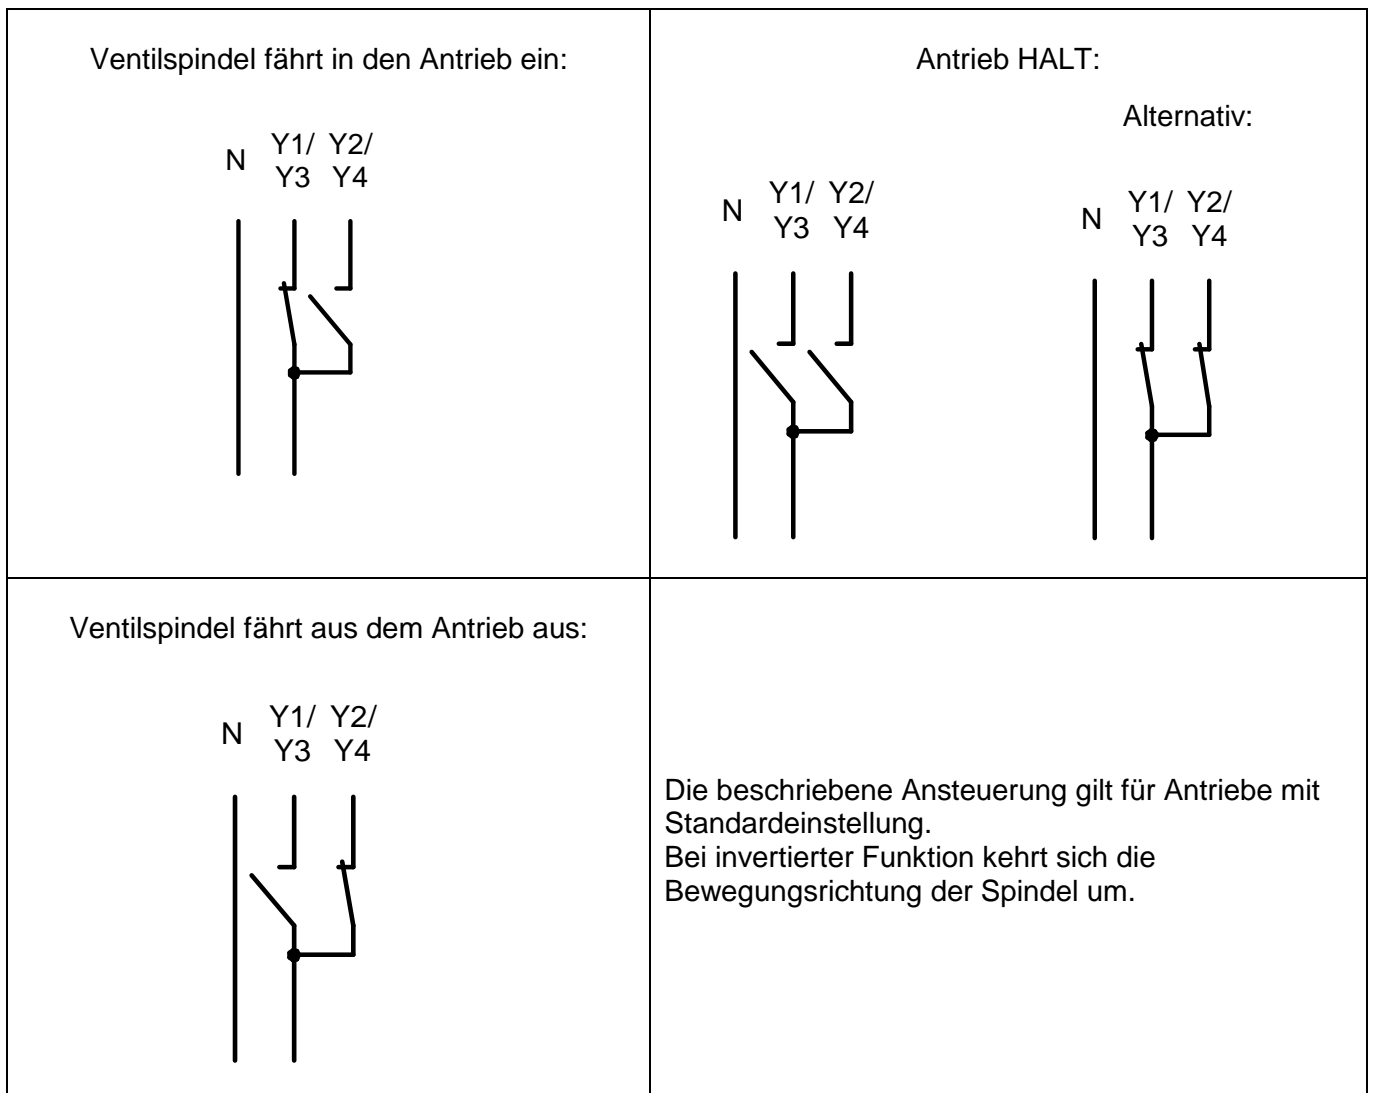 Ventilspindel fährt in den Antrieb ein:
N Y1/ Y2/
Y3 Y4
Antrieb HALT:
Alternativ:
N Y1/ Y2/
Y3 Y4
N Y1/ Y2/
Y3 Y4
Ventilspindel fährt aus dem Antrieb aus:
N Y1/ Y2/
Y3 Y4
Die beschriebene Ansteuerung gilt für Antriebe mit
Standardeinstellung.
Bei invertierter Funktion kehrt sich die
Bewegungsrichtung der Spindel um.